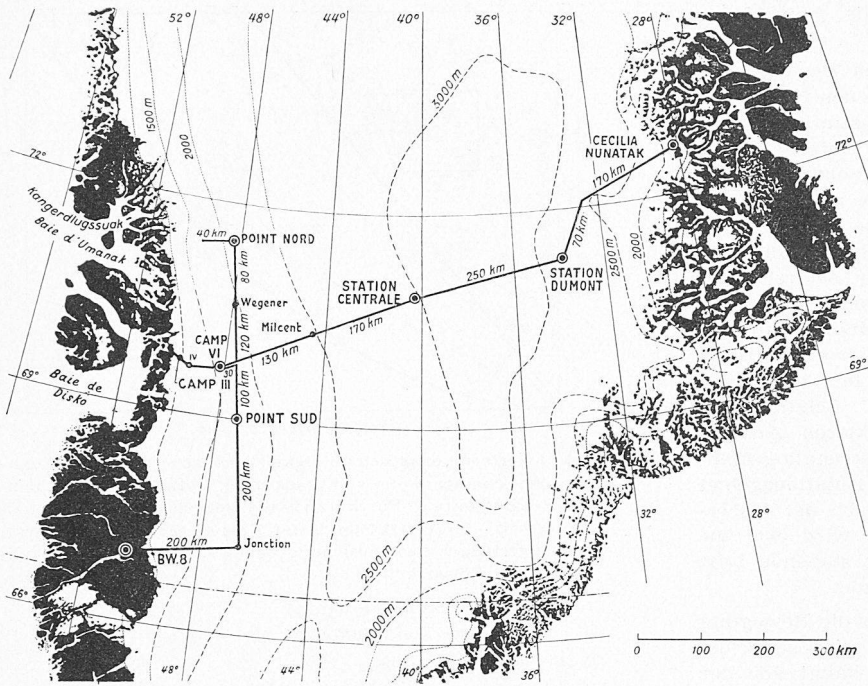 52°
48°
44°
40°
36°
32°
28°
1500 m
2000
3000 m
CECILIA
NUNATAK
72°
72°
170 km
Kangerdlugssuak
Baie d'Umanak
40 km
POINT NORD
70 km
2500 m
2000
80 km
250 km
STATION
DUMONT
STATION
CENTRALE
Wegener
Milcent
170 km
120 km
CAMP
VI
IV
130 km
30
CAMP III
69°
69°
100 km
Baie de
Disko
POINT SUD
200 km
32°
28°
200 km
Jonction
BW.8
2500 m
66°
2000 m
48°
44°
40°
36°
0 100 200 300 km